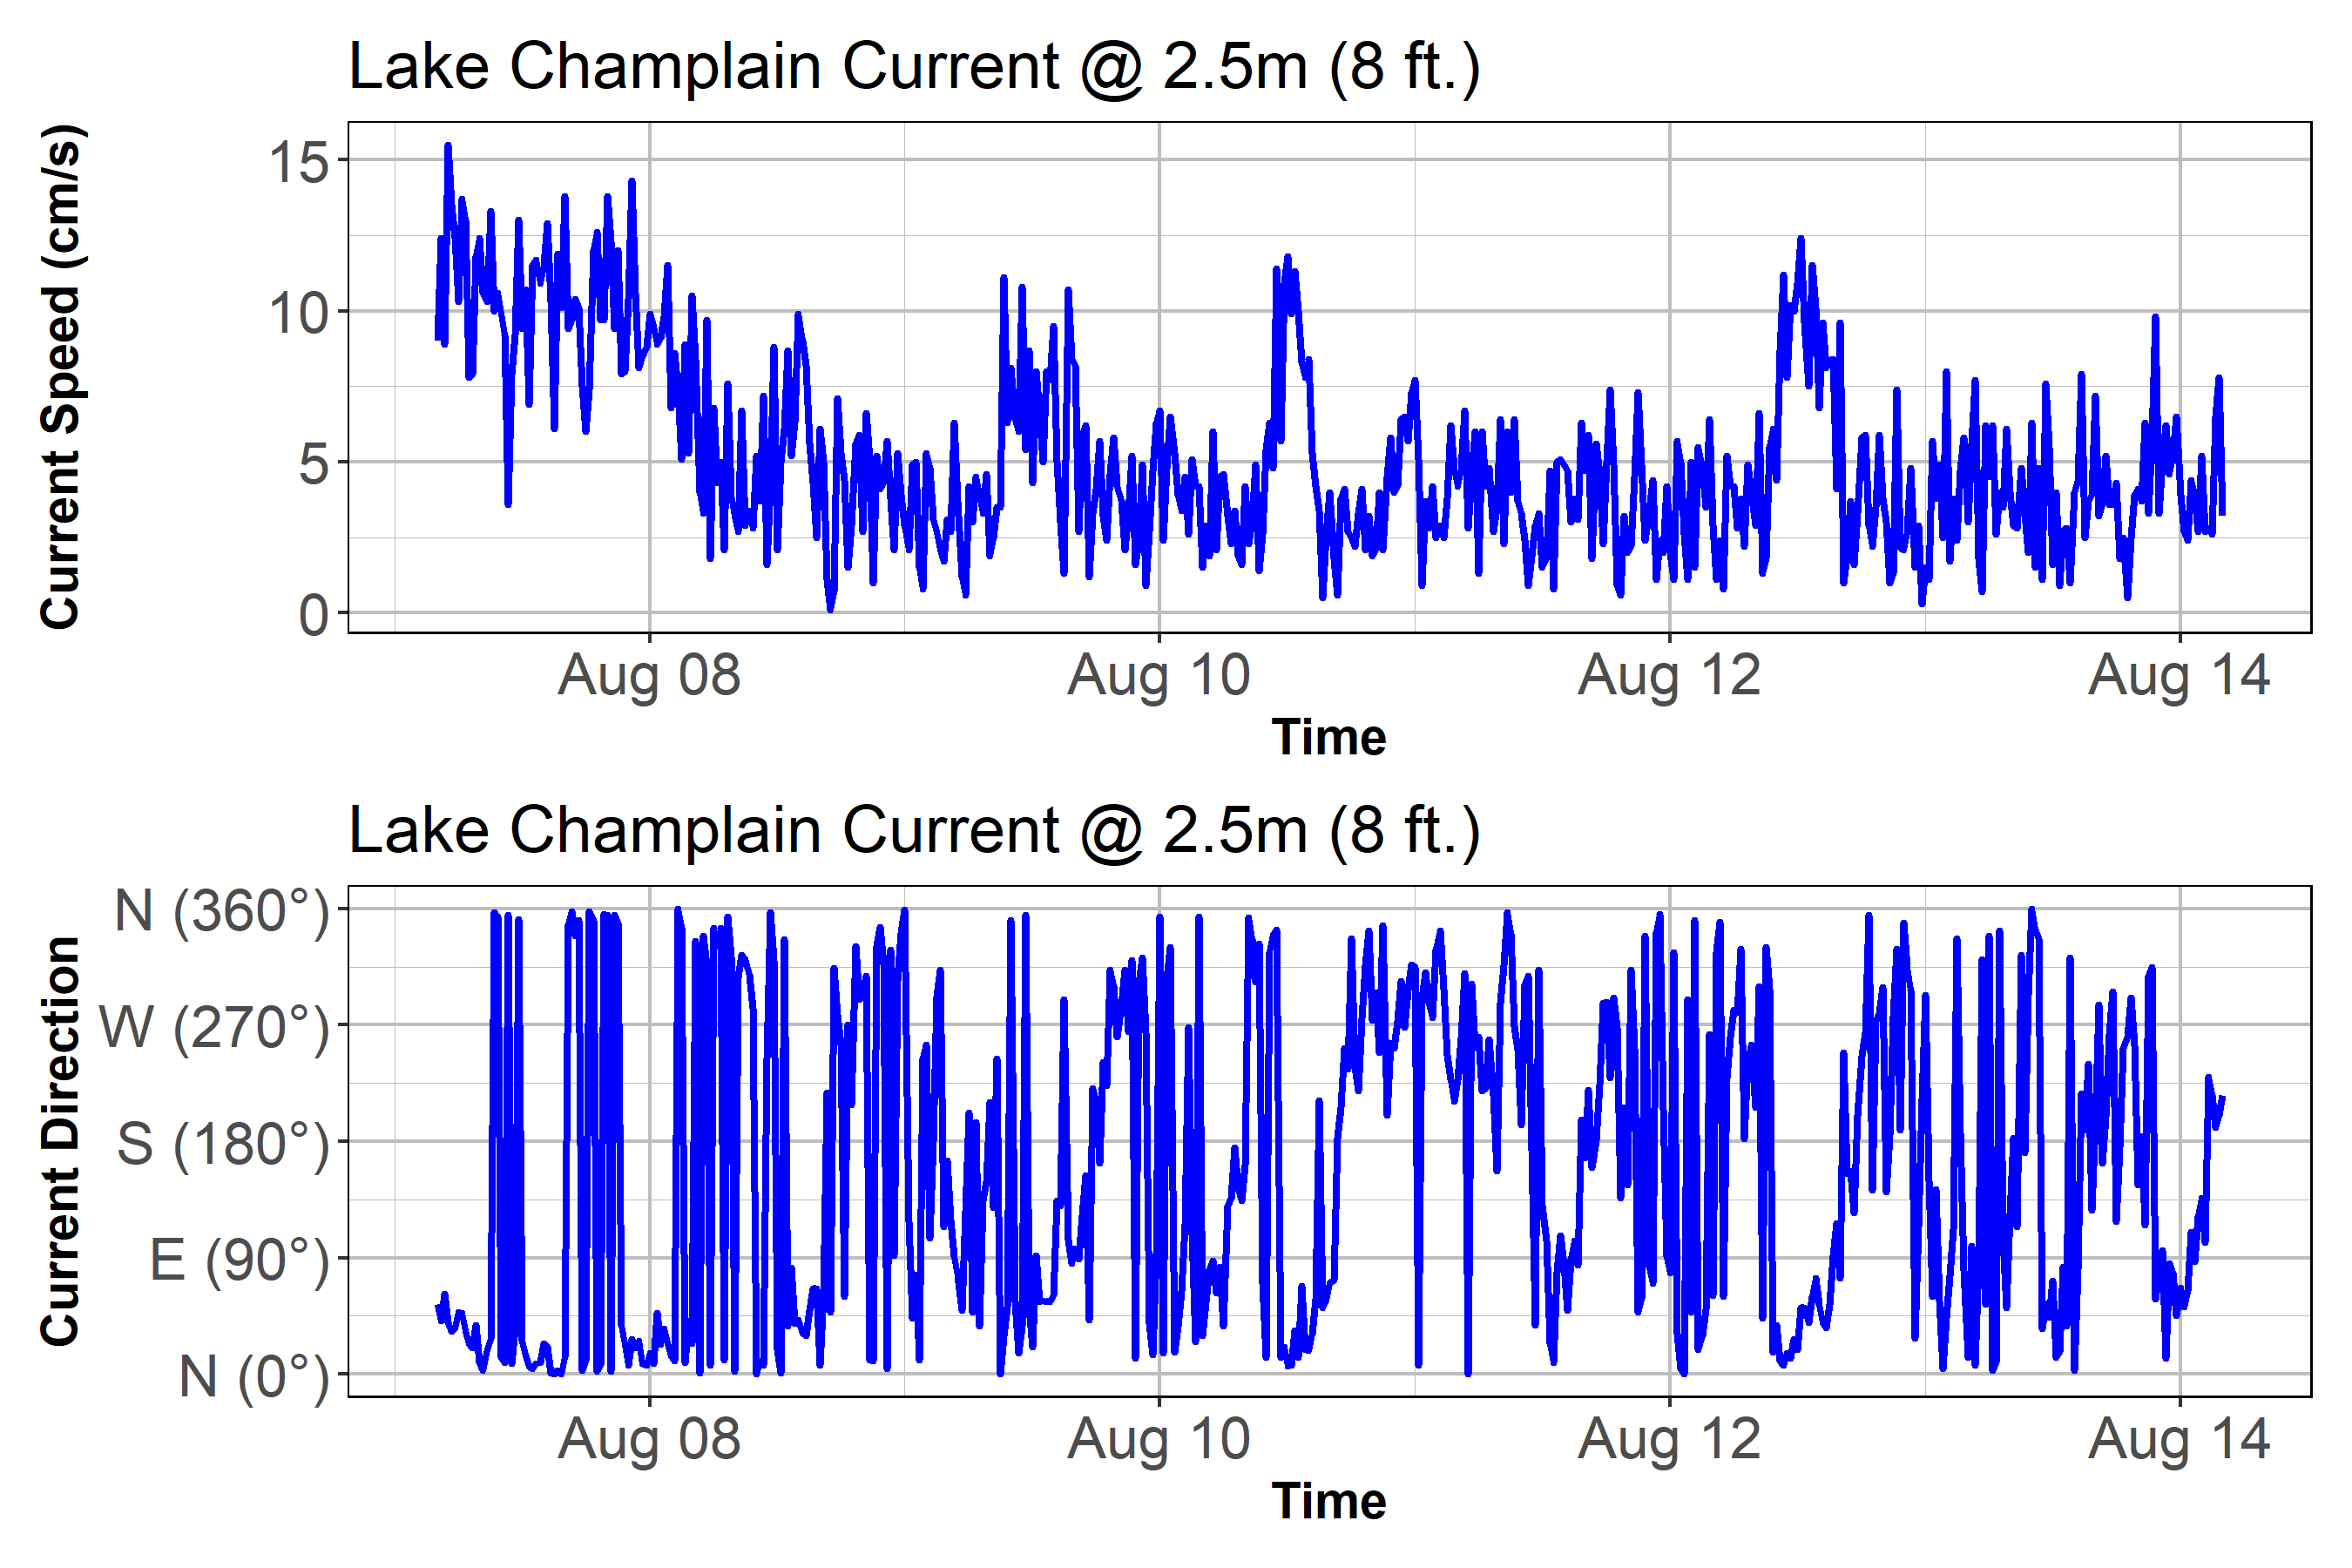 Lake Champlain Current @ 2.5m (8 ft.)
Current Speed (cm/s)
15
10
5
0
Aug 08 Aug 10 Aug 12 Aug 14
Time
Lake Champlain Current @ 2.5m (8 ft.)
Current Direction
N (360°)
W (270°)
S (180°)
E (90°)
N (0°)
Aug 08 Aug 10 Aug 12 Aug 14
Time